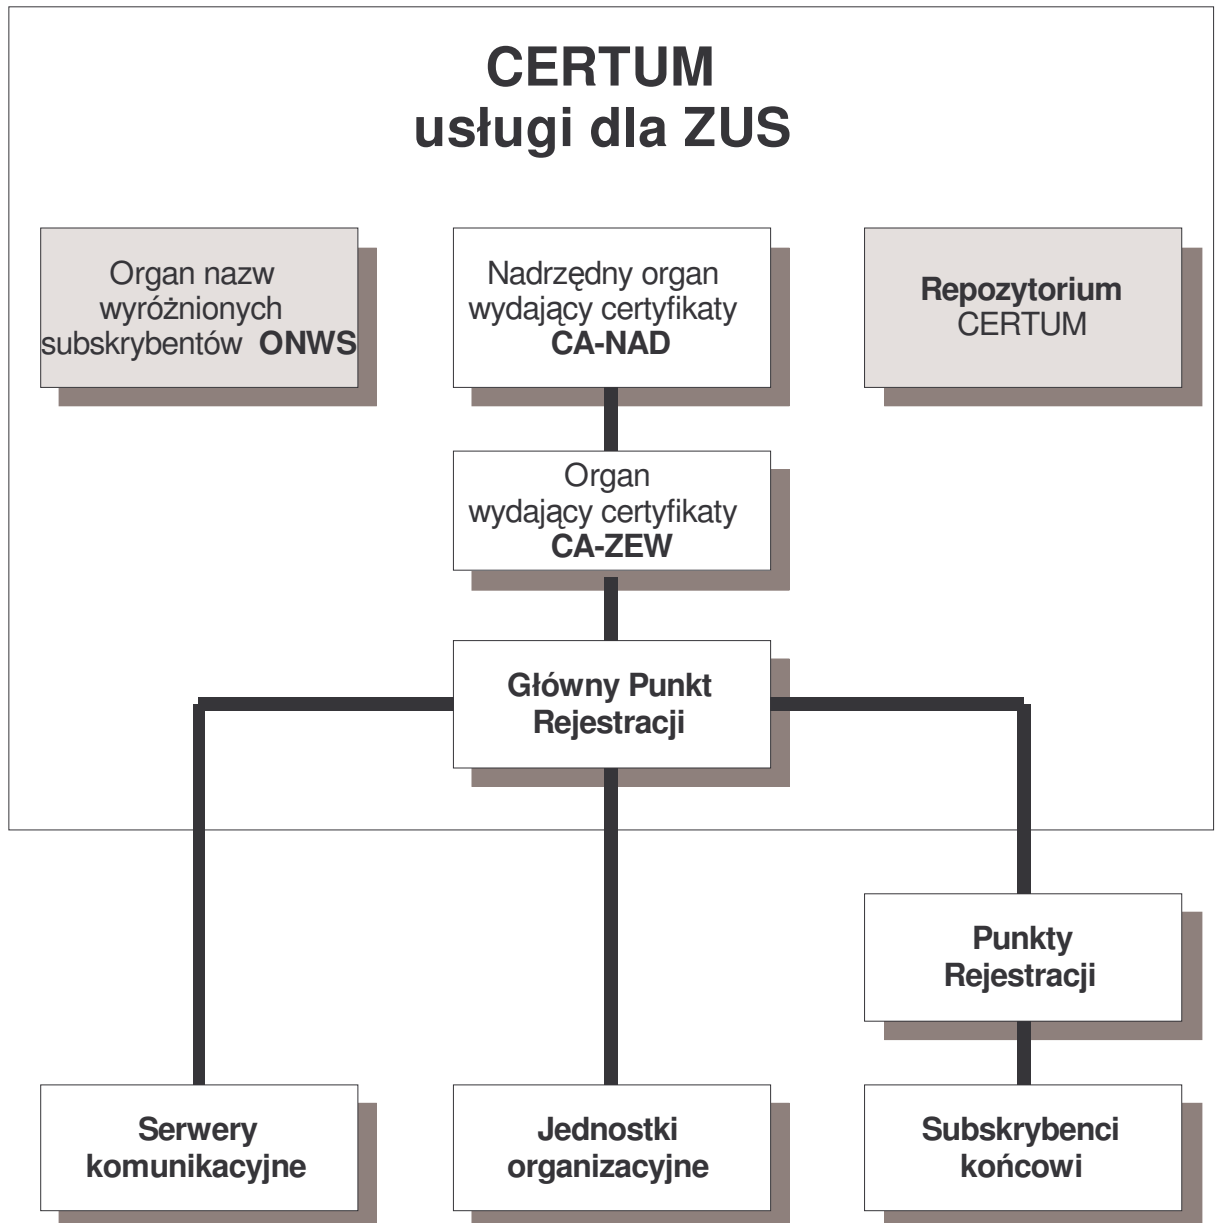 CERTUM
usługi dla ZUS
Organ nazw
wyróżnionych
subskrybentów ONWS
Nadrzędny organ
wydający certyfikaty
CA-NAD
Repozytorium
CERTUM
Organ
wydający certyfikaty
CA-ZEW
Główny Punkt
Rejestracji
Punkty
Rejestracji
Serwery
komunikacyjne
Jednostki
organizacyjne
Subskrybenci
końcowi